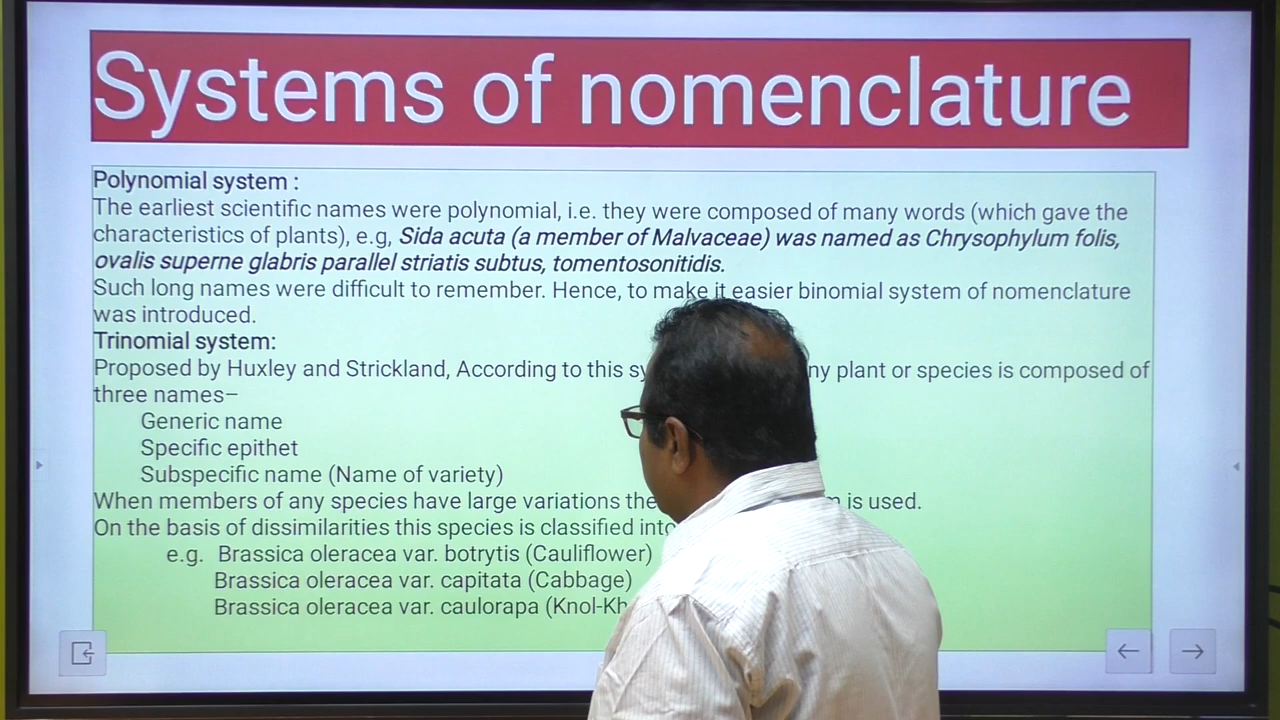 Systems of nomenclature
Polynomial system :
The earliest scientific names were polynomial, i.e. they were composed of many words (which gave the
characteristics of plants), e.g, Sida acuta (a member of Malvaceae) was named as Chrysophylum folis,
ovalis superne glabris parallel striatis subtus, tomentosonitidis.
Such long names were difficult to remember. Hence, to make it easier binomial system of nomenclature
was introduced.
Trinomial system:
Proposed by Huxley and Strickland, According to this plant or species is composed of
three names–
Generic name
Specific epithet
Subspecific name (Name of variety)
When members of any species have large variations is used.
On the basis of dissimilarities this species is classified
e.g. Brassica oleracea var. botrytis (Cauliflower)
Brassica oleracea var. capitata (Cabbage)
Brassica oleracea var. caulorapa